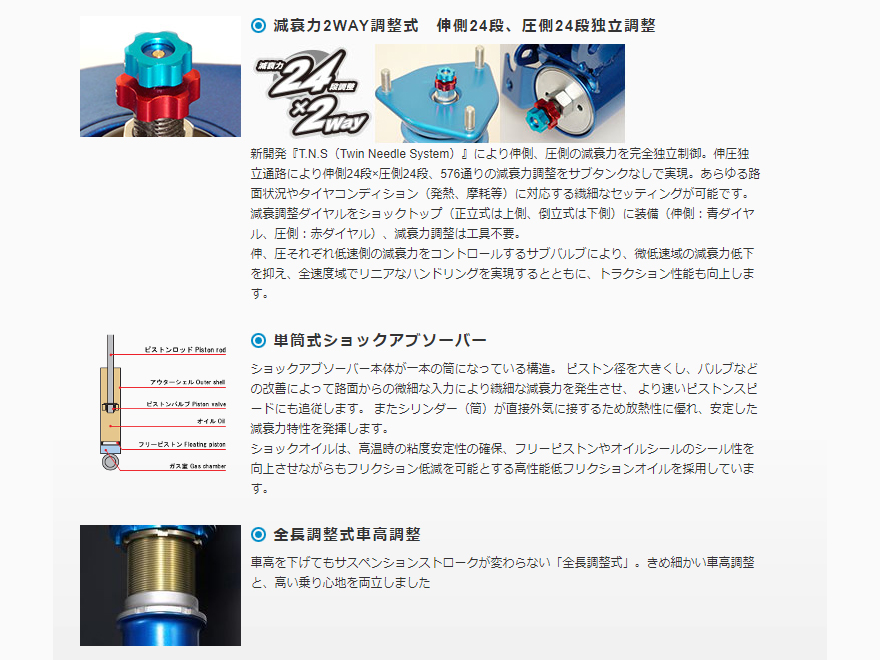 減衰力2WAY調整式　伸側24段、圧側24段独立調整
減衰力
24
段調整
×2way
新開発『T.N.S（Twin Needle System）』により伸側、圧側の減衰力を完全独立制御。伸圧独
立通路により伸側24段×圧側24段、576通りの減衰力調整をサブタンクなしで実現。あらゆる路
面状況やタイヤコンディション（発熱、摩耗等）に対応する繊細なセッティングが可能です。
減衰調整ダイヤルをショックトップ（正立式は上側、倒立式は下側）に装備（伸側：青ダイヤ
ル、圧側：赤ダイヤル）、減衰力調整は工具不要。
伸、圧それぞれ低速側の減衰力をコントロールするサブバルブにより、微低速域の減衰力低下
を抑え、全速度域でリニアなハンドリングを実現するとともに、トラクション性能も向上しま
す。
単筒式ショックアブソーバー
ピストンロッド Piston rod
アウターシェル Outer shell
ピストンバルブ Piston valve
オイル Oil
フリーピストン Floating piston
ガス室 Gas chamber
ショックアブソーバー本体が一本の筒になっている構造。 ピストン径を大きくし、バルブなど
の改善によって路面からの微細な入力により繊細な減衰力を発生させ、 より速いピストンスピ
ードにも追従します。 またシリンダー（筒）が直接外気に接するため放熱性に優れ、安定した
減衰力特性を発揮します。
ショックオイルは、高温時の粘度安定性の確保、フリーピストンやオイルシールのシール性を
向上させながらもフリクション低減を可能とする高性能低フリクションオイルを採用していま
す。
全長調整式車高調整
車高を下げてもサスペンションストロークが変わらない「全長調整式」。きめ細かい車高調整
と、高い乗り心地を両立しました